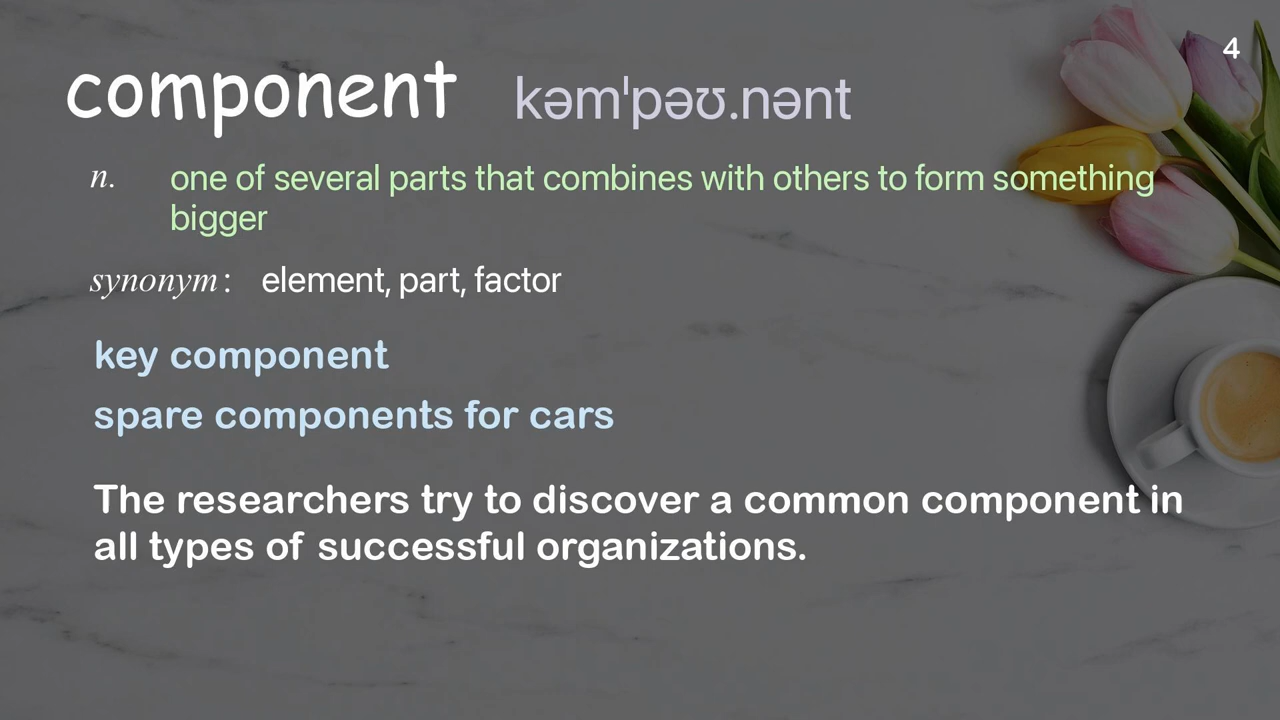 4
component kəmˈpəʊ.nənt
n. one of several parts that combines with others to form something
bigger
synonym: element, part, factor
key component
spare components for cars
The researchers try to discover a common component in
all types of successful organizations.